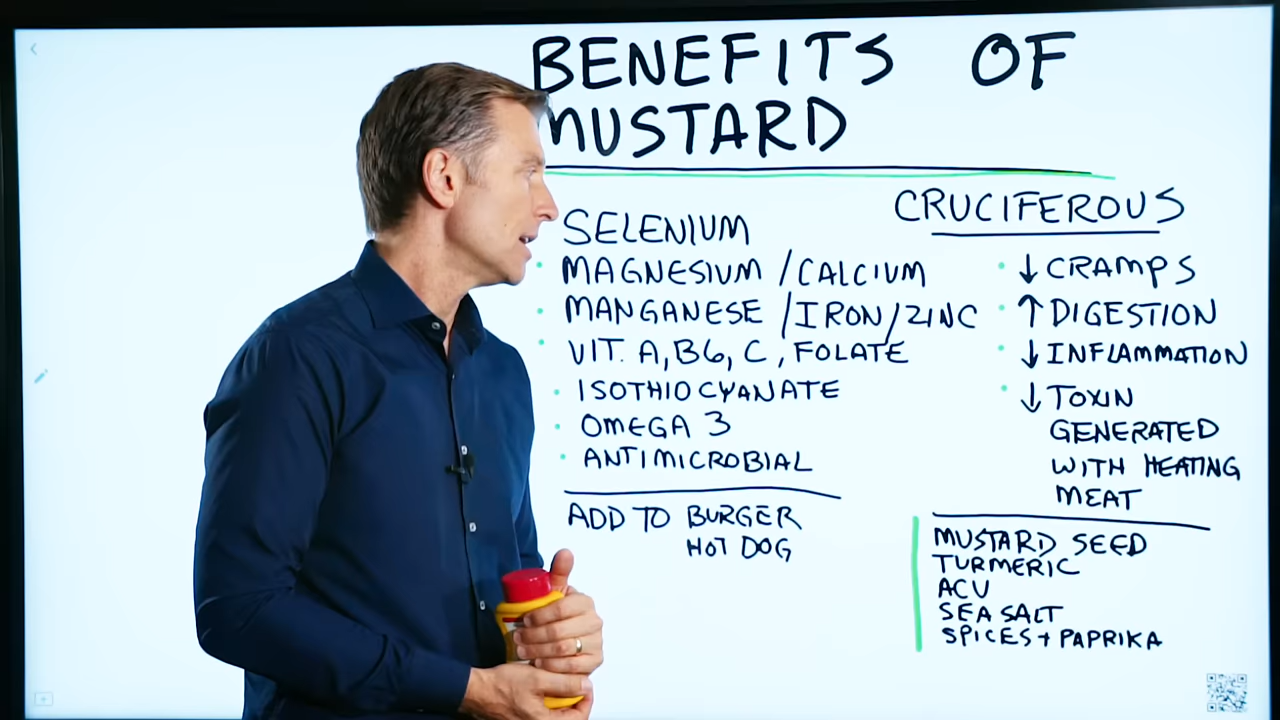 BENEFITS OF
MUSTARD
SELENIUM
MAGNESIUM / CALCIUM
MANGANESE / IRON / ZINC
VIT. A, B6, C, FOLATE
ISOTHIOCYANATE
OMEGA 3
ANTIMICROBIAL
ADD TO BURGER
HOT DOG
CRUCIFEROUS
↓ CRAMPS
↑ DIGESTION
↓ INFLAMMATION
↓ TOXIN
GENERATED
WITH HEATING
MEAT
MUSTARD SEED
TURMERIC
ACV
SEA SALT
SPICES + PAPRIKA